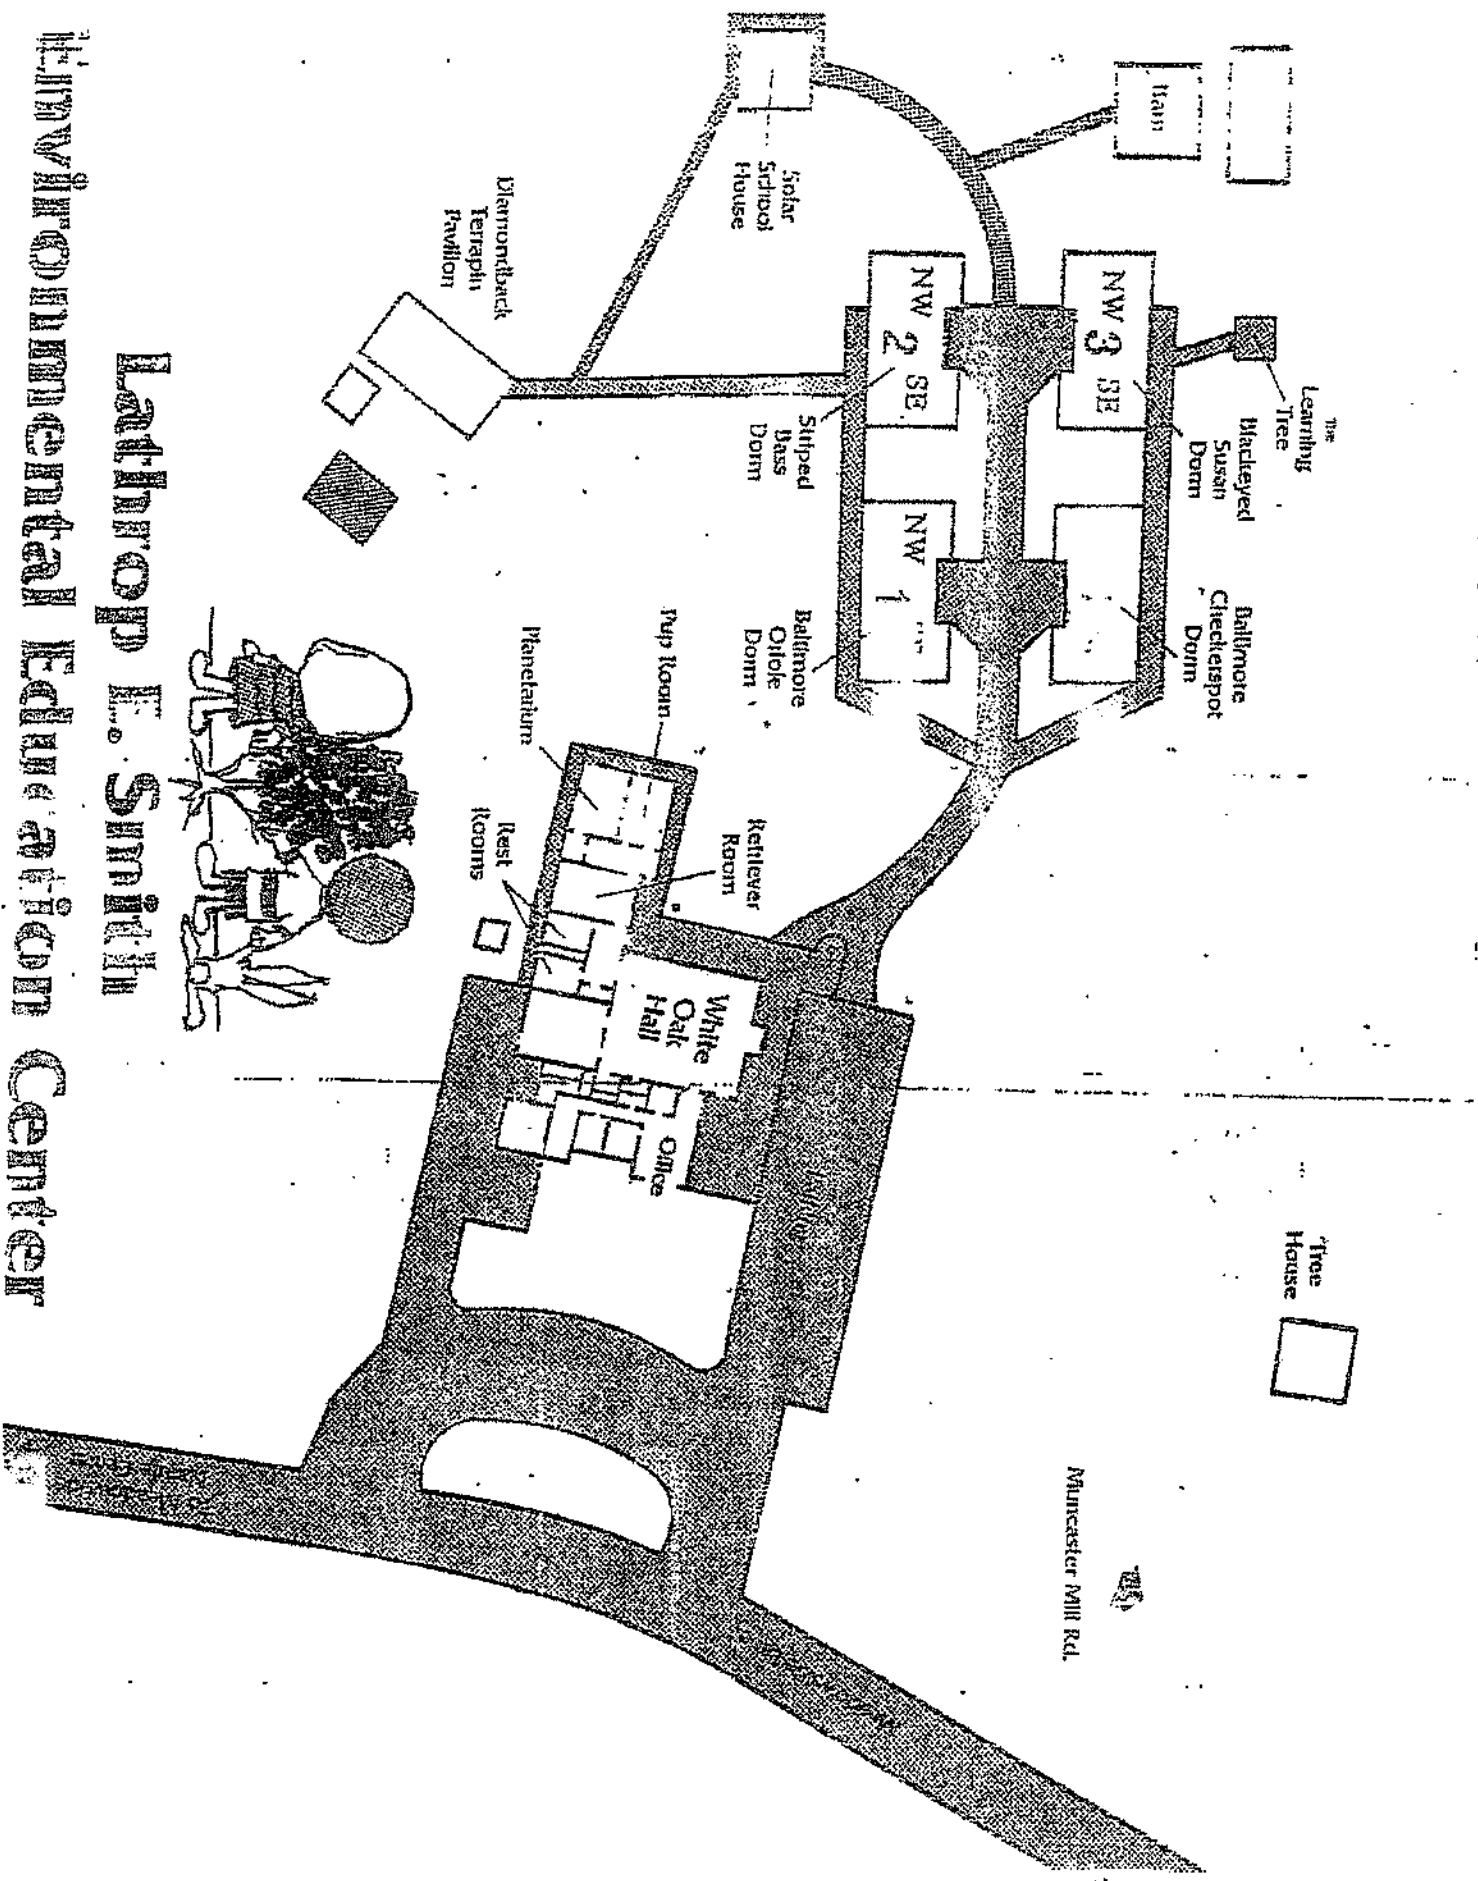 The
Learning
Tree
Blackeyed
Susan
Dorm
Baltimore
Checkerspot
Dorm
Tree
House
Muncaster Mill Rd.
Barn
NW 3 SE
NW 2 SE
NW 1
Solar
School
House
Striped
Bass
Dorm
Baltimore
Oriole
Dorm
Diamondback
Terrapin
Pavilion
Pup Room
Planetarium
Retriever
Room
Rest
Rooms
White
Oak
Hall
Office
Lathrop E. Smith
Environmental Education Center